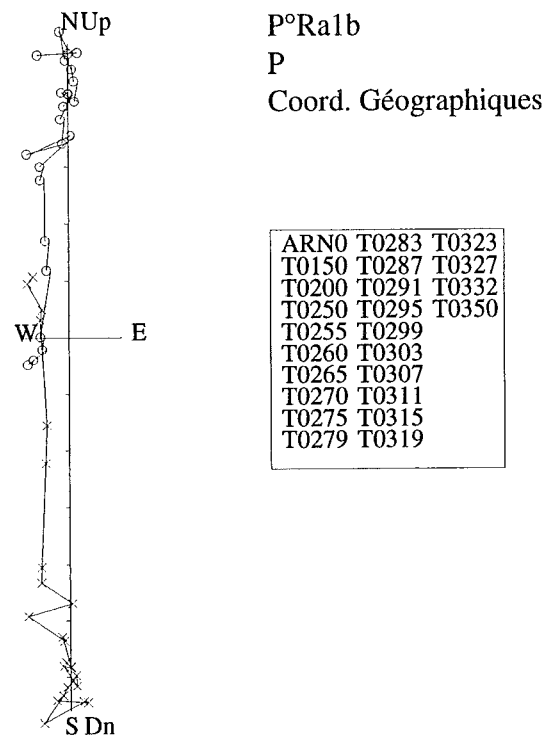 NUp
P°Ra1b
P
Coord. Géographiques
ARN0 T0283 T0323
T0150 T0287 T0327
T0200 T0291 T0332
T0250 T0295 T0350
T0255 T0299
T0260 T0303
T0265 T0307
T0270 T0311
T0275 T0315
T0279 T0319
W E
S Dn